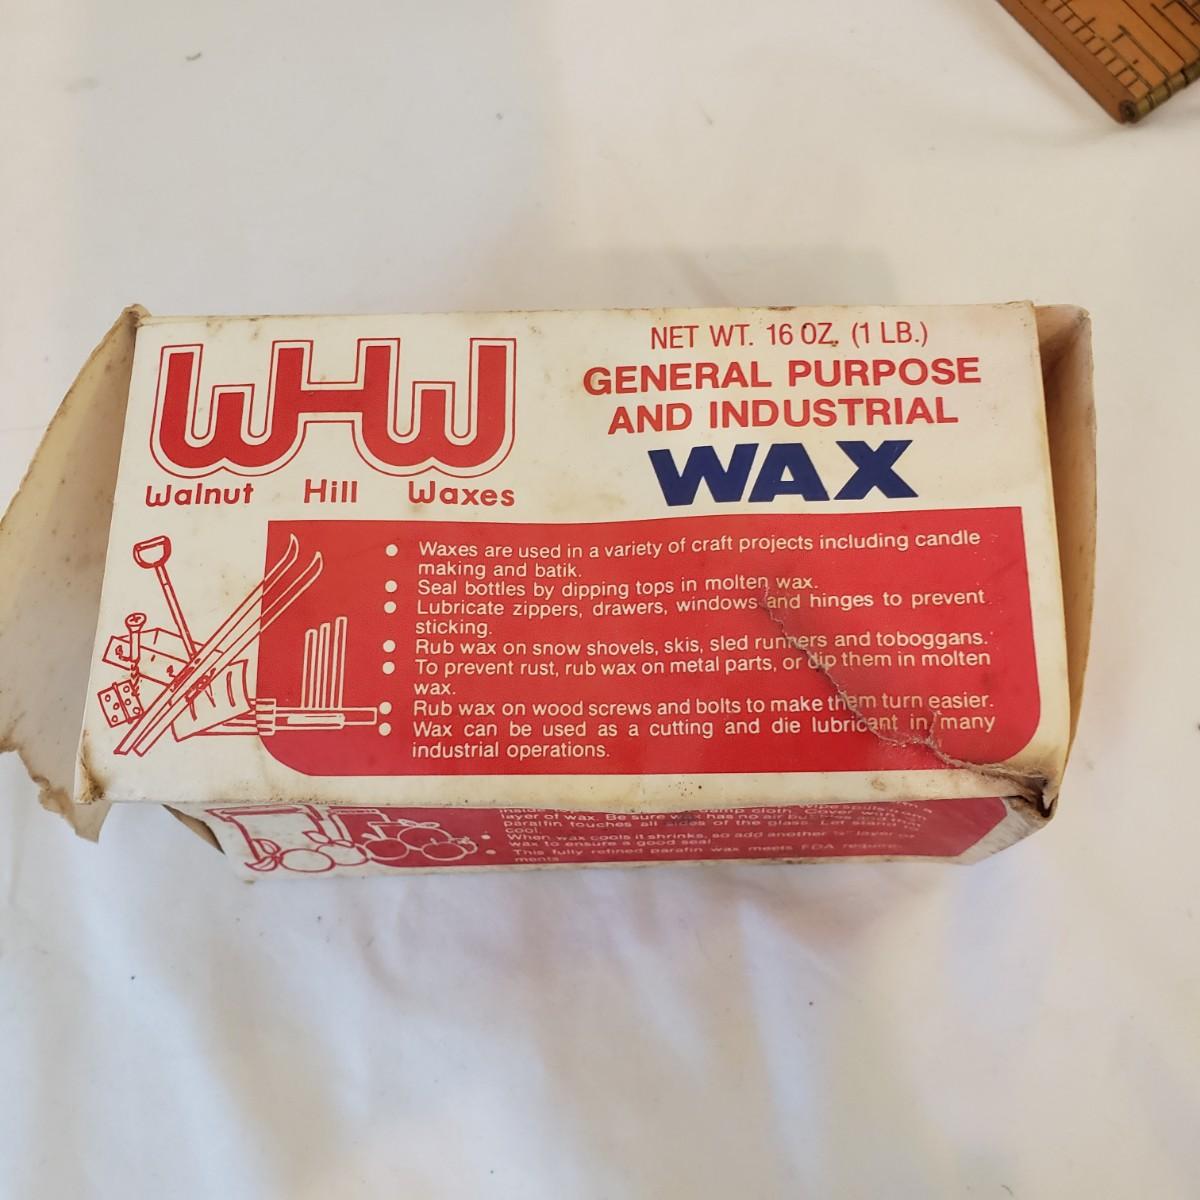 WHW
Walnut Hill Waxes
NET WT. 16 OZ. (1 LB.)
GENERAL PURPOSE
AND INDUSTRIAL
WAX
● Waxes are used in a variety of craft projects including candle
making and batik.
● Seal bottles by dipping tops in molten wax.
● Lubricate zippers, drawers, windows and hinges to prevent
sticking.
● Rub wax on snow shovels, skis, sled runners and toboggans.
● To prevent rust, rub wax on metal parts, or dip them in molten
wax.
● Rub wax on wood screws and bolts to make them turn easier.
● Wax can be used as a cutting and die lubricant in many
industrial operations.
layer of wax. Be sure wax has no air
paraffin touches all sides of the glass.
cool.
● When wax cools it shrinks, so add another layer
wax to ensure a good seal.
● This fully refined parafin wax meets FDA require-
ments